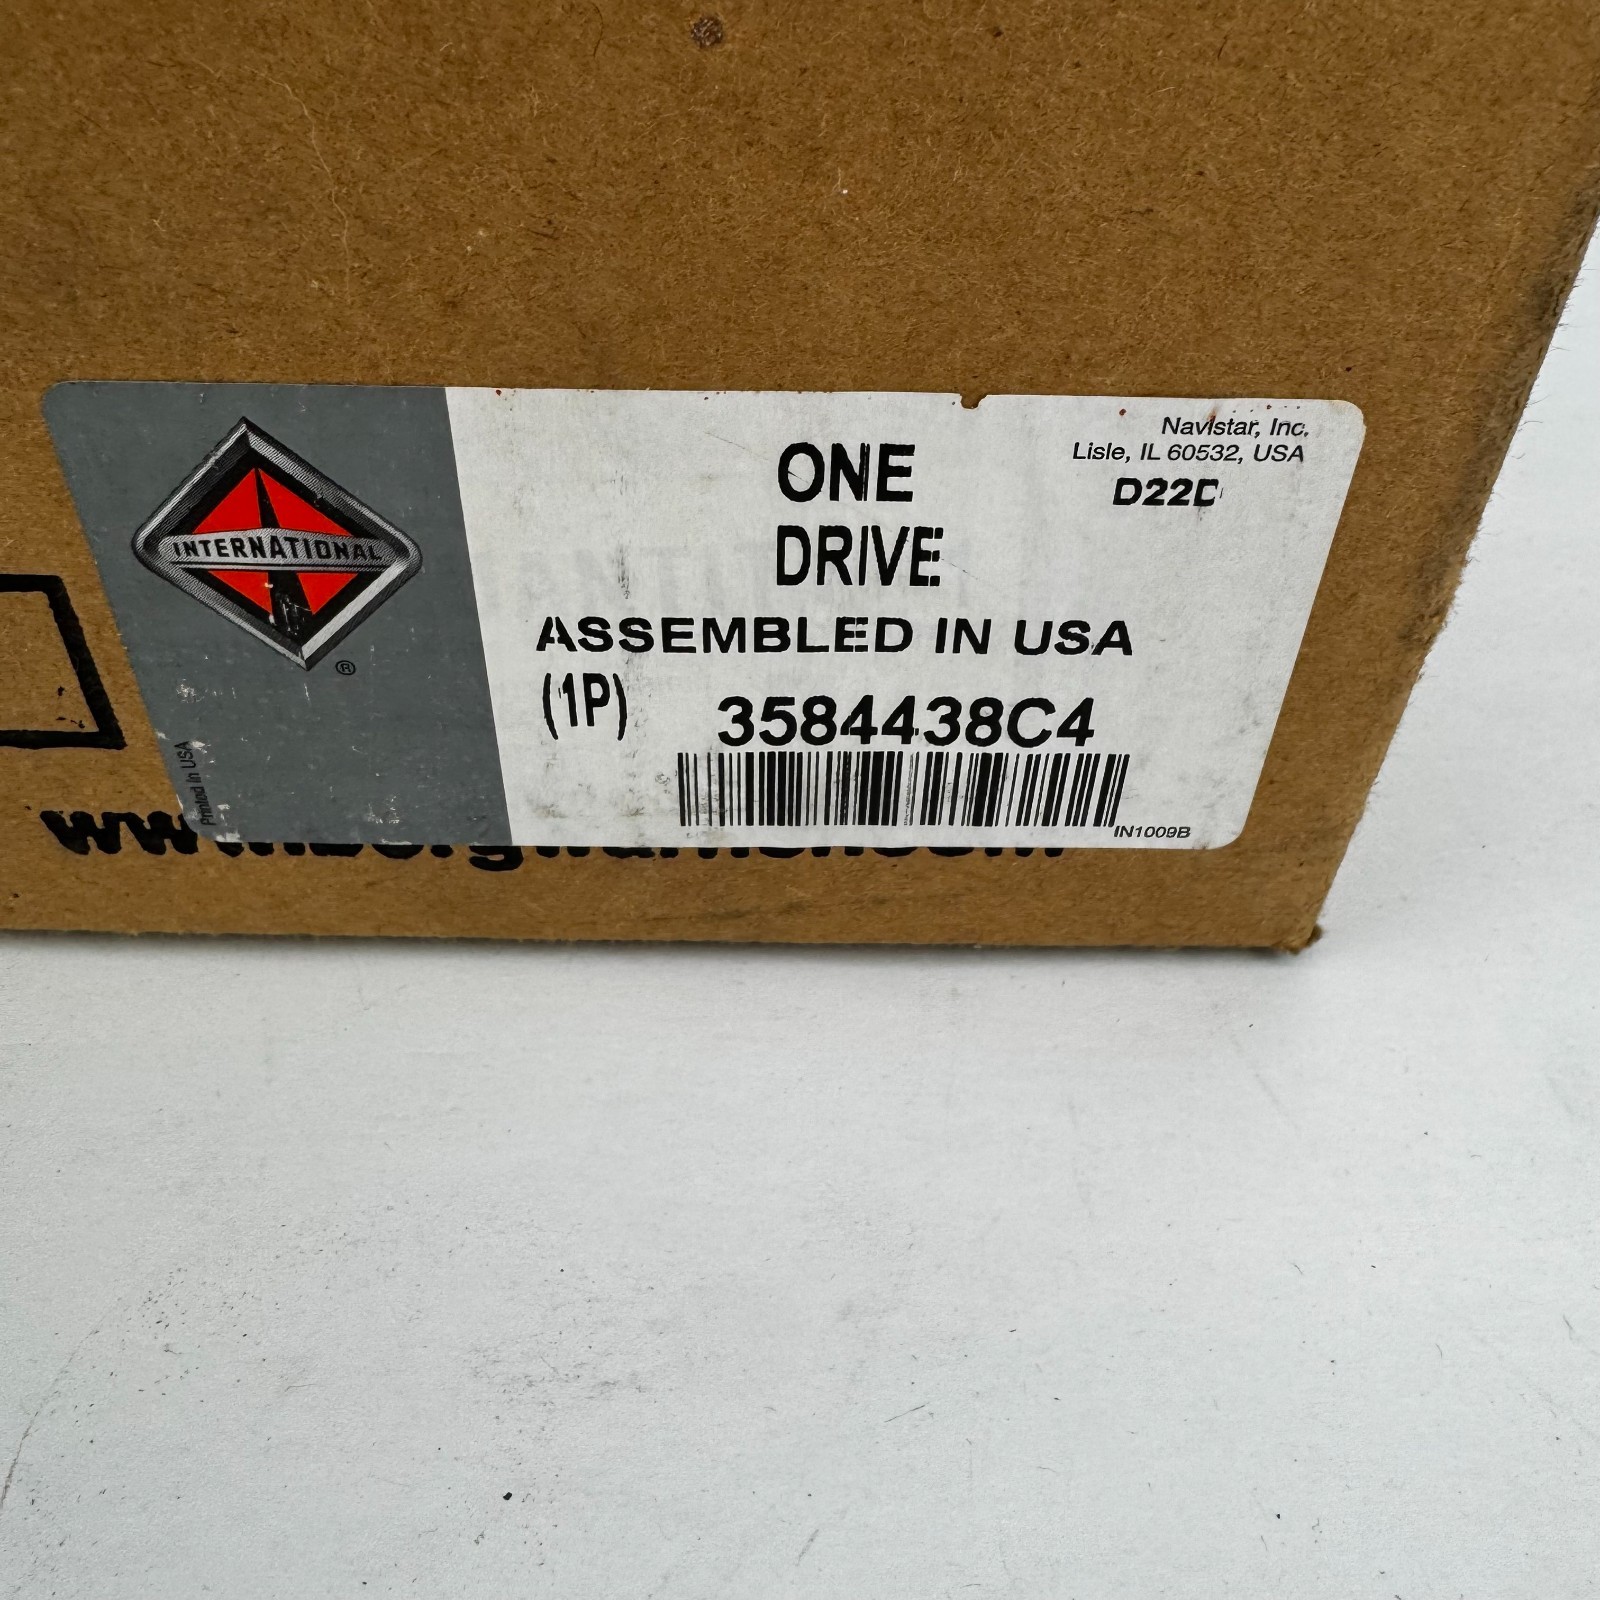 Navistar, Inc.
Lisle, IL 60532, USA
D22D
ONE
DRIVE
ASSEMBLED IN USA
(1P) 3584438C4
IN1009B
INTERNATIONAL
®
Printed in USA